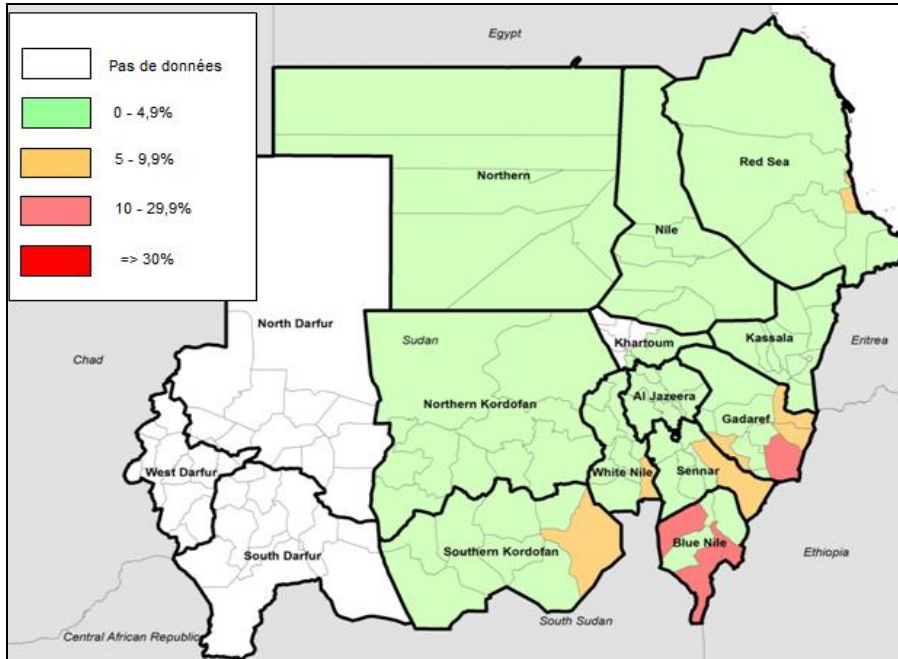 Pas de données
0 - 4,9%
5 - 9,9%
10 - 29,9%
=> 30%
Egypt
Red Sea
Northern
Nile
North Darfur
Sudan
Khartoum
Kassala
Chad
Eritrea
Al Jazeera
Northern Kordofan
Gadaref
West Darfur
White Nile
Sennar
South Darfur
Southern Kordofan
Blue Nile
Ethiopia
South Sudan
Central African Republic